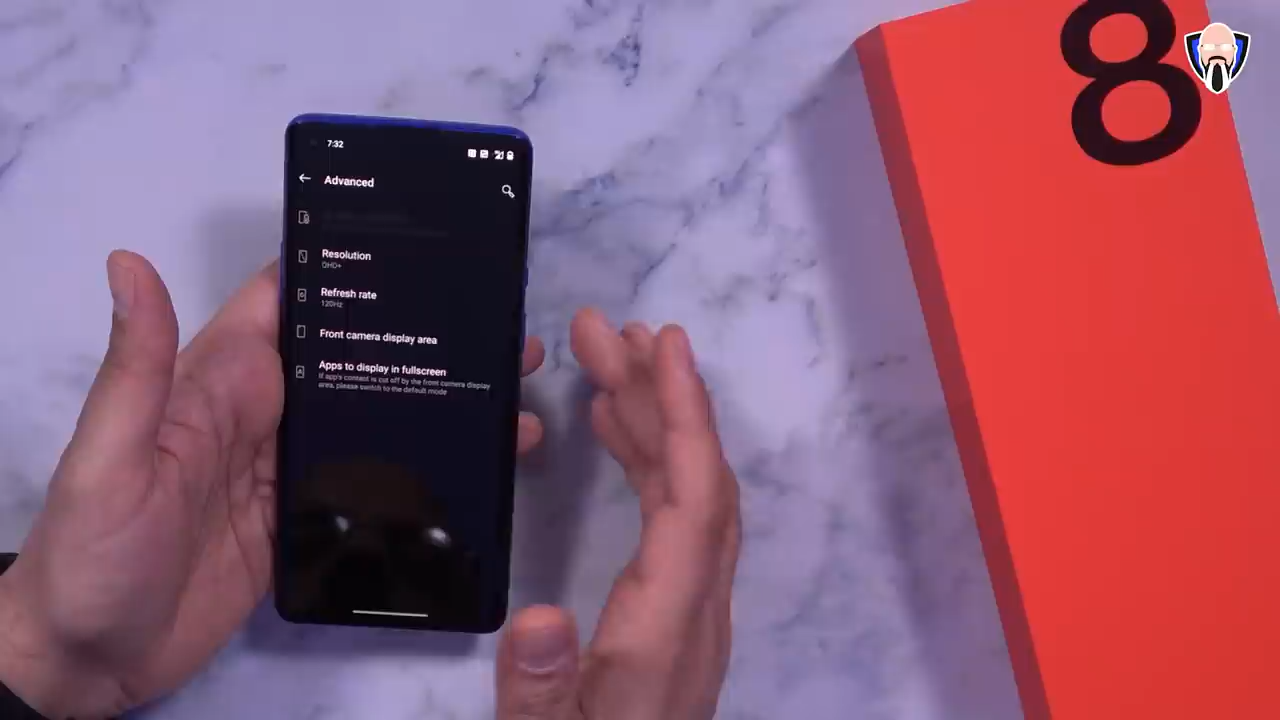 8
7:32
Advanced
Resolution
QHD+
Refresh rate
120Hz
Front camera display area
Apps to display in fullscreen
If app's content is cut off by the front camera display
area, please switch to the default mode